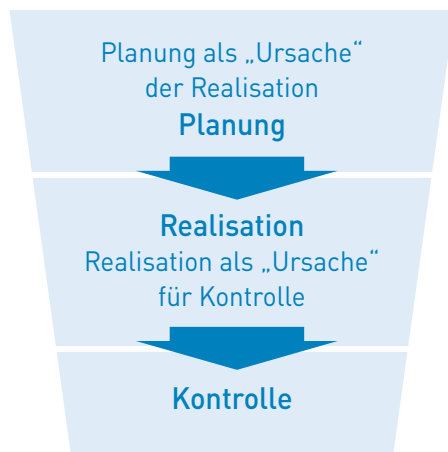 Planung als „Ursache“
der Realisation
Planung
Realisation
Realisation als „Ursache“
für Kontrolle
Kontrolle